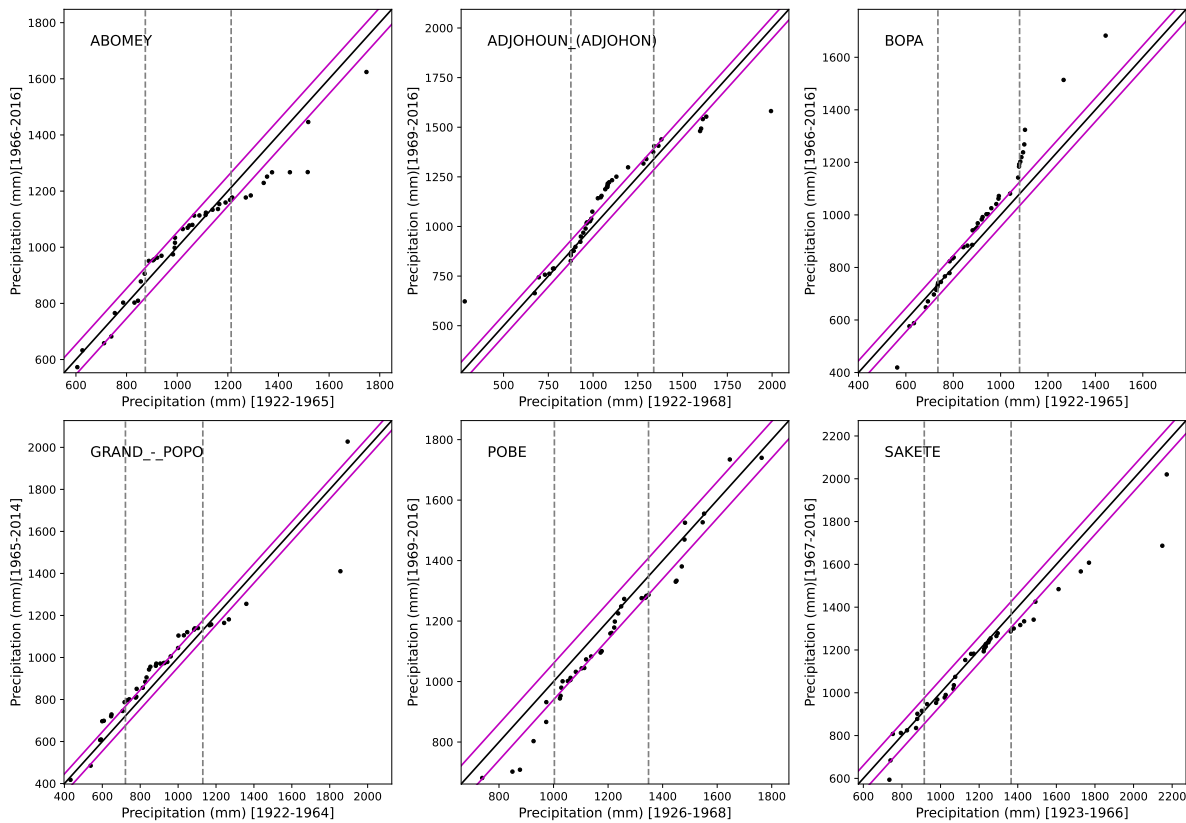 ABOMEY
Precipitation (mm)[1966-2016]
1800
1600
1400
1200
1000
800
600
600 800 1000 1200 1400 1600 1800
Precipitation (mm) [1922-1965]
ADJOHOUN_(ADJOHON)
Precipitation (mm)[1969-2016]
2000
1750
1500
1250
1000
750
500
500 750 1000 1250 1500 1750 2000
Precipitation (mm) [1922-1968]
BOPA
Precipitation (mm)[1966-2016]
1600
1400
1200
1000
800
600
400
400 600 800 1000 1200 1400 1600
Precipitation (mm) [1922-1965]
GRAND_-_POPO
Precipitation (mm)[1965-2014]
2000
1800
1600
1400
1200
1000
800
600
400
400 600 800 1000 1200 1400 1600 1800 2000
Precipitation (mm) [1922-1964]
POBE
Precipitation (mm)[1969-2016]
1800
1600
1400
1200
1000
800
800 1000 1200 1400 1600 1800
Precipitation (mm) [1926-1968]
SAKETE
Precipitation (mm)[1967-2016]
2200
2000
1800
1600
1400
1200
1000
800
600
600 800 1000 1200 1400 1600 1800 2000 2200
Precipitation (mm) [1923-1966]